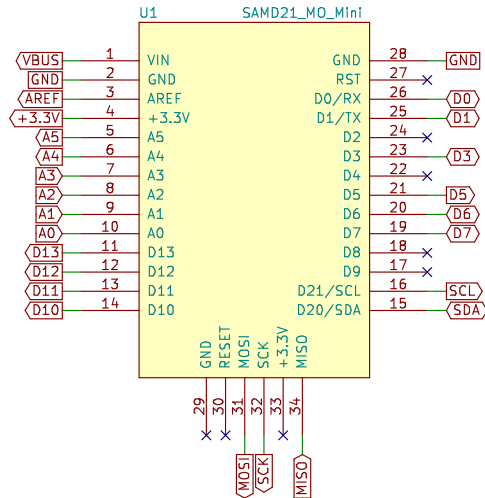 U1 SAMD21_MO_Mini
VBUS 1 VIN GND 28 GND
GND 2 GND RST 27
AREF 3 AREF D0/RX 26 D0
+3.3V 4 +3.3V D1/TX 25 D1
A5 5 A5 D2 24
A4 6 A4 D3 23 D3
A3 7 A3 D4 22
A2 8 A2 D5 21 D5
A1 9 A1 D6 20 D6
A0 10 A0 D7 19 D7
D13 11 D13 D8 18
D12 12 D12 D9 17
D11 13 D11 D21/SCL 16 SCL
D10 14 D10 D20/SDA 15 SDA
GND RESET MOSI SCK +3.3V MISO
29 30 31 32 33 34
MOSI SCK MISO